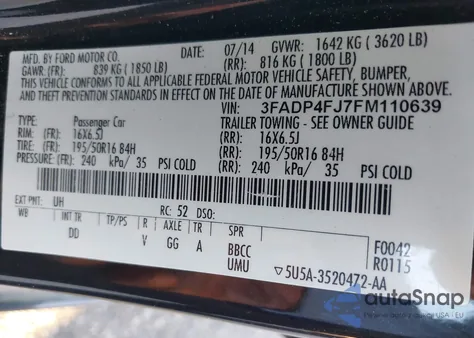 MFD. BY FORD MOTOR CO.
DATE: 07/14 GVWR: 1642 KG ( 3620 LB)
GAWR: (FR): 839 KG ( 1850 LB) (RR): 816 KG ( 1800 LB)
THIS VEHICLE CONFORMS TO ALL APPLICABLE FEDERAL MOTOR VEHICLE SAFETY, BUMPER,
AND THEFT PREVENTION STANDARDS IN EFFECT ON THE DATE OF MANUFACTURE SHOWN ABOVE.
VIN: 3FADP4FJ7FM110639
TYPE: Passenger Car TRAILER TOWING - SEE OWNER GUIDE
RIM: (FR): 16X6.5J (RR): 16X6.5J
TIRE: (FR): 195/50R16 84H (RR): 195/50R16 84H
PRESSURE: (FR): 240 kPa/ 35 PSI COLD (RR): 240 kPa/ 35 PSI COLD
EXT PNT: UH RC: 52 DSO:
WB INT TR TP/PS R AXLE TR SPR
DD V GG A BBCC
UMU
F0042
R0115
▽5U5A-3520472-AA
autoSnap